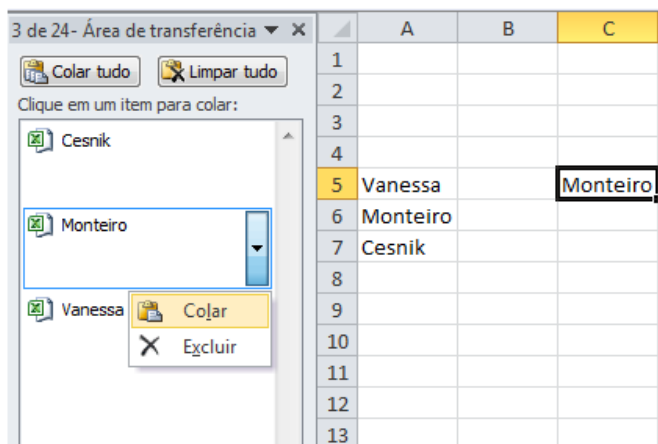 3 de 24- Área de transferência
Colar tudo
Limpar tudo
Clique em um item para colar:
Cesnik
Monteiro
Vanessa
Colar
Excluir
A B C
1
2
3
4
5 Vanessa Monteiro
6 Monteiro
7 Cesnik
8
9
10
11
12
13